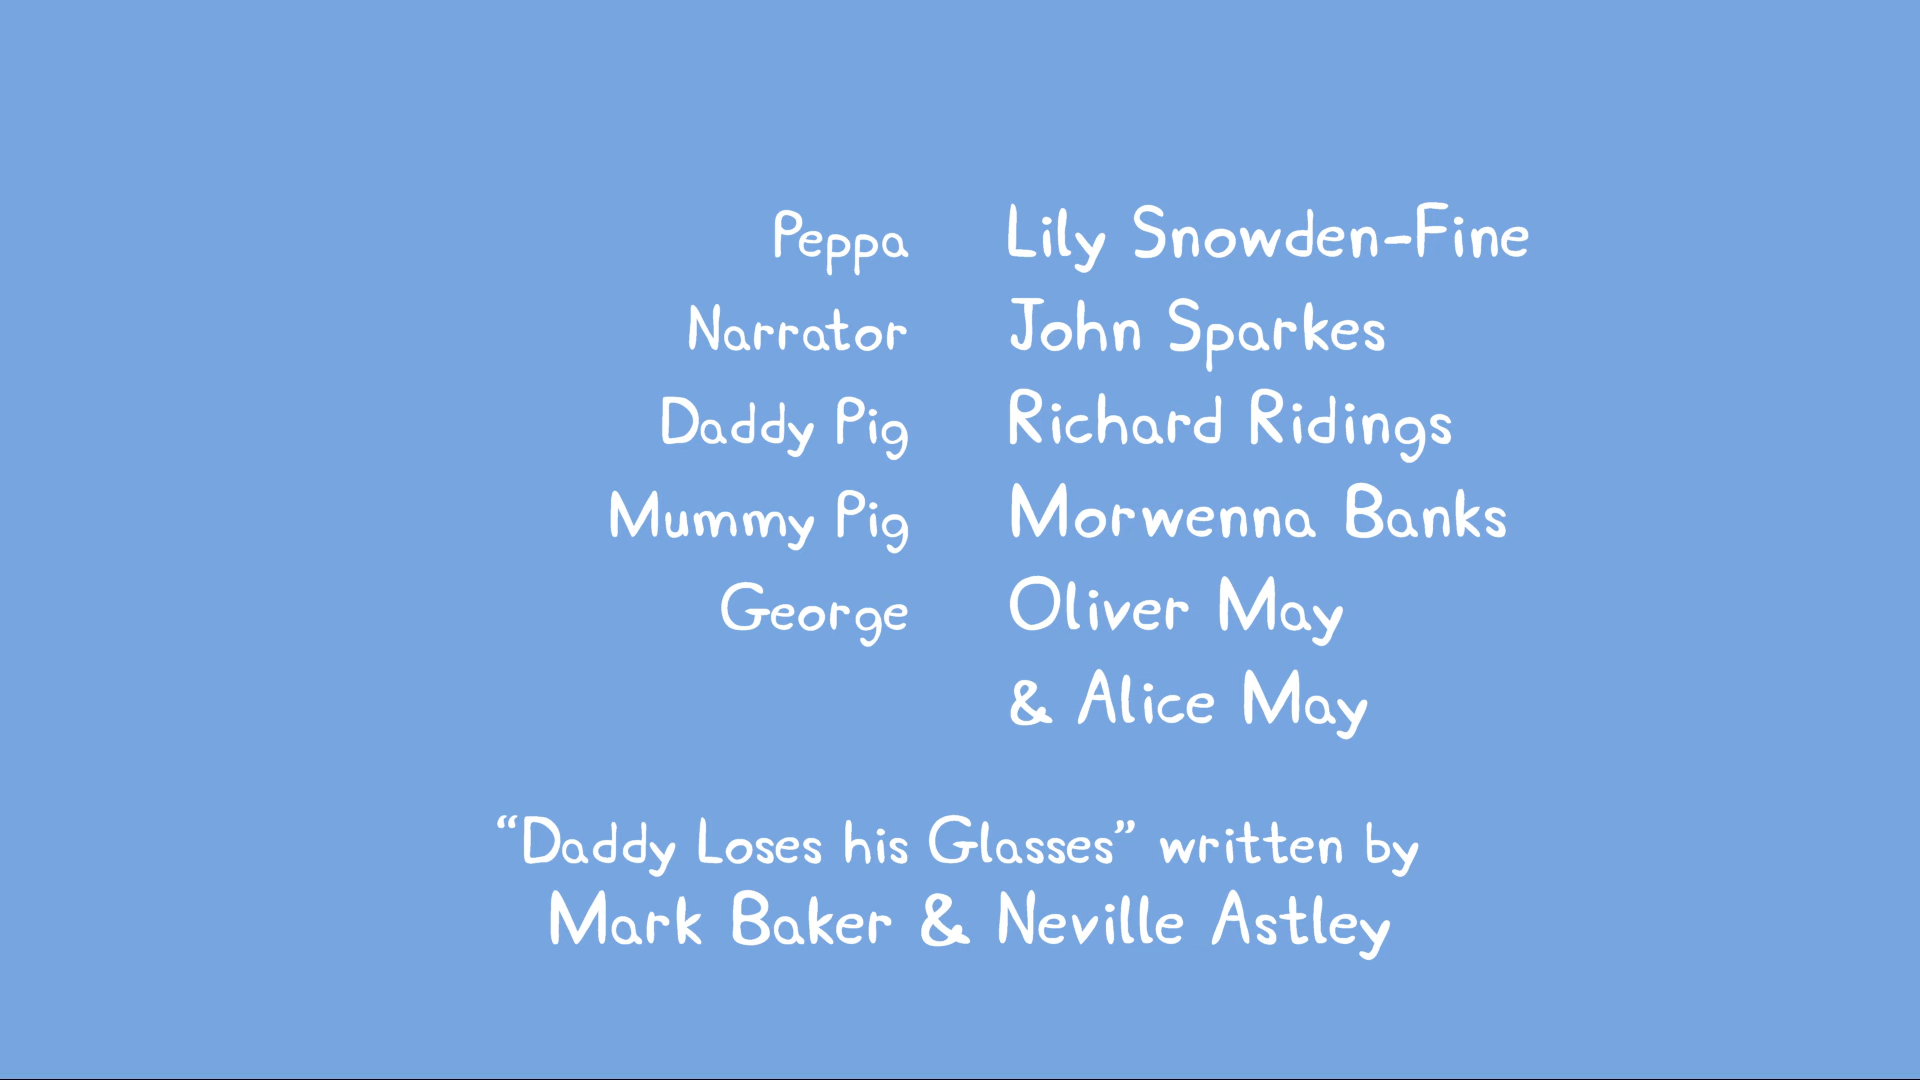 Peppa Lily Snowden-Fine
Narrator John Sparkes
Daddy Pig Richard Ridings
Mummy Pig Morwenna Banks
George Oliver May
& Alice May
“Daddy Loses his Glasses” written by
Mark Baker & Neville Astley